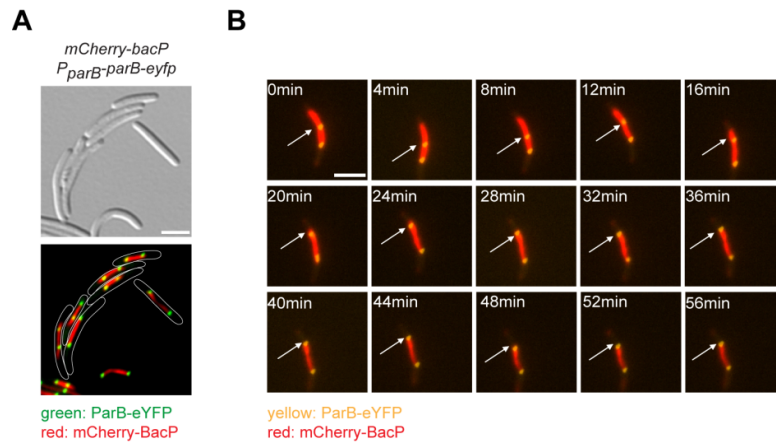 A
mCherry-bacP
PparB-parB-eyfp
green: ParB-eYFP
red: mCherry-BacP
B
0min
4min
8min
12min
16min
20min
24min
28min
32min
36min
40min
44min
48min
52min
56min
yellow: ParB-eYFP
red: mCherry-BacP